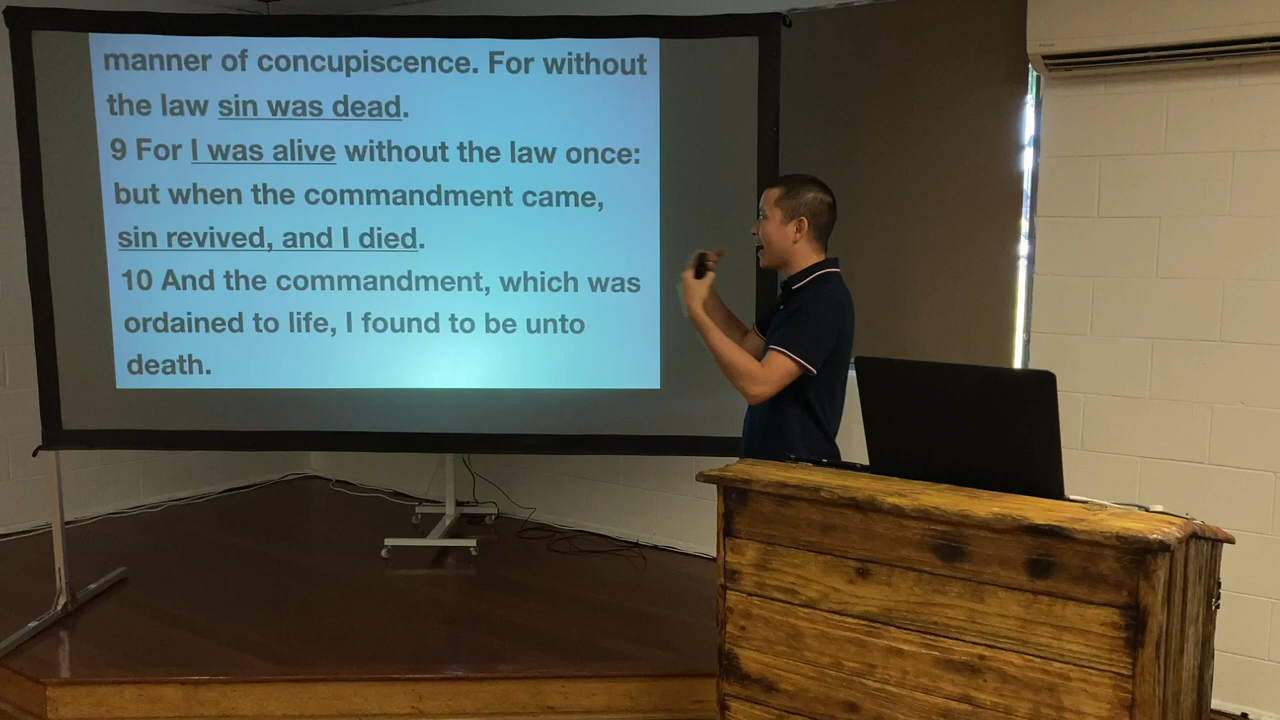 manner of concupiscence. For without
the law sin was dead.
9 For I was alive without the law once:
but when the commandment came,
sin revived, and I died.
10 And the commandment, which was
ordained to life, I found to be unto
death.